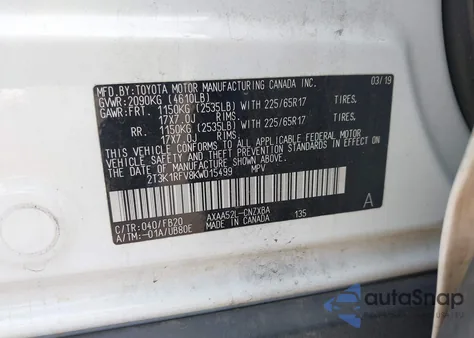 MFD.BY:TOYOTA MOTOR MANUFACTURING CANADA INC. 03/19
GVWR:2090KG (4610LB)
GAWR:FRT. 1150KG (2535LB) WITH 225/65R17 TIRES.
17X7.0J RIMS.
RR. 1150KG (2535LB) WITH 225/65R17 TIRES.
17X7.0J RIMS.
THIS VEHICLE CONFORMS TO ALL APPLICABLE FEDERAL MOTOR
VEHICLE SAFETY STANDARDS IN EFFECT ON
THE DATE OF MANUFACTURE SHOWN ABOVE.
2T3K1RFV8KW015499 MPV
A
C/TR:040/FB20 AXAA52L-CNZXBA 135
A/TM:-01A/UB80E MADE IN CANADA
autoSnap